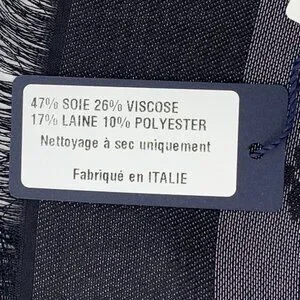 47% SOIE 26% VISCOSE
17% LAINE 10% POLYESTER
Nettoyage à sec uniquement
Fabriqué en ITALIE